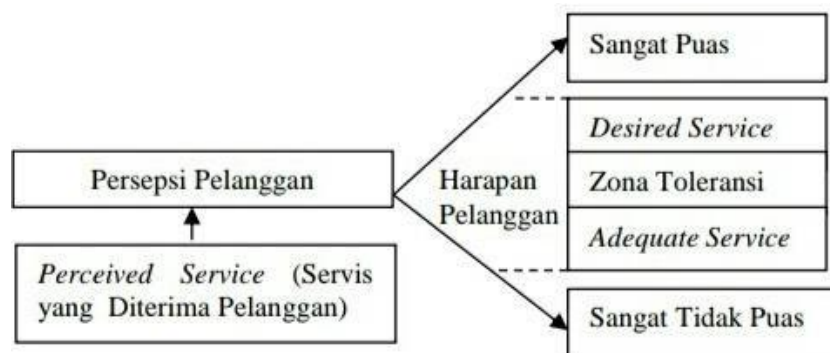 Sangat Puas
Desired Service
Persepsi Pelanggan
Harapan
Pelanggan
Zona Toleransi
Adequate Service
Perceived Service (Servis
yang Diterima Pelanggan)
Sangat Tidak Puas